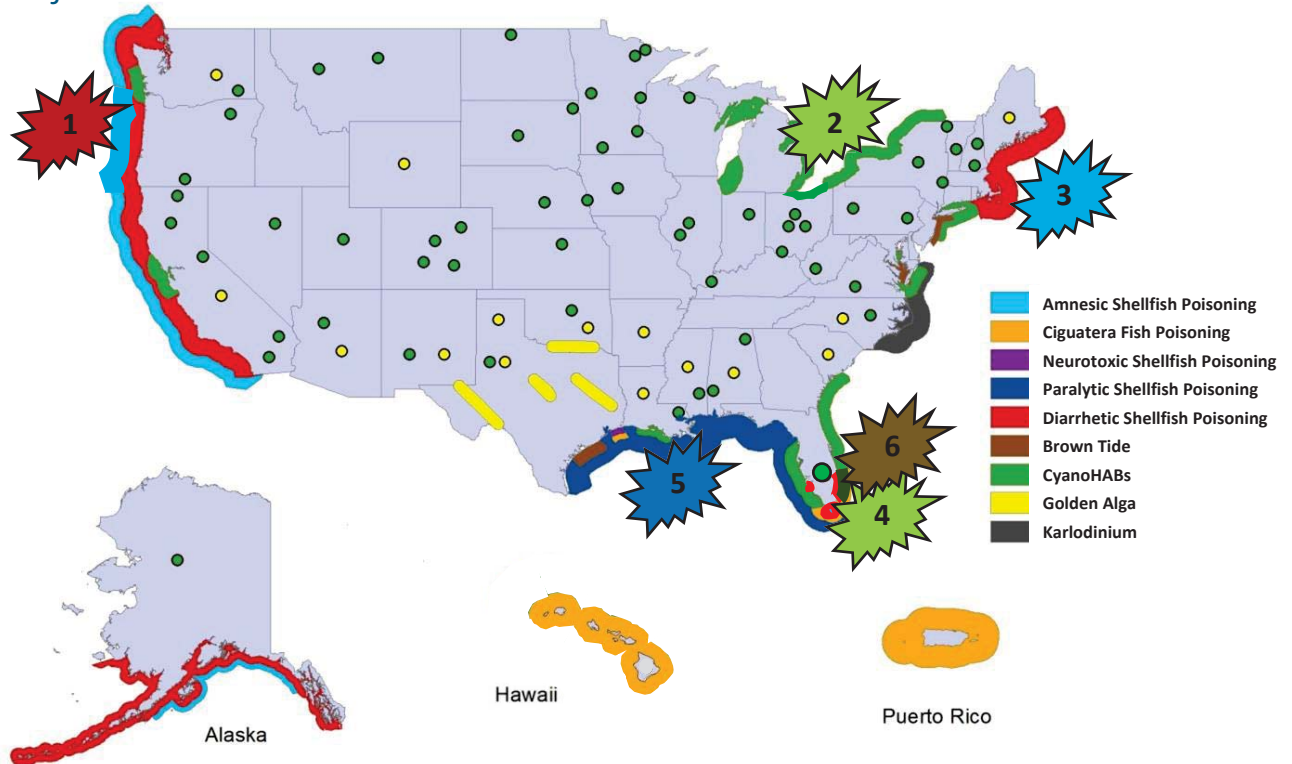 1
2
3
Amnesic Shellfish Poisoning
Ciguatera Fish Poisoning
Neurotoxic Shellfish Poisoning
Paralytic Shellfish Poisoning
Diarrhetic Shellfish Poisoning
Brown Tide
CyanoHABs
Golden Alga
Karlodinium
6
5
4
Alaska
Hawaii
Puerto Rico